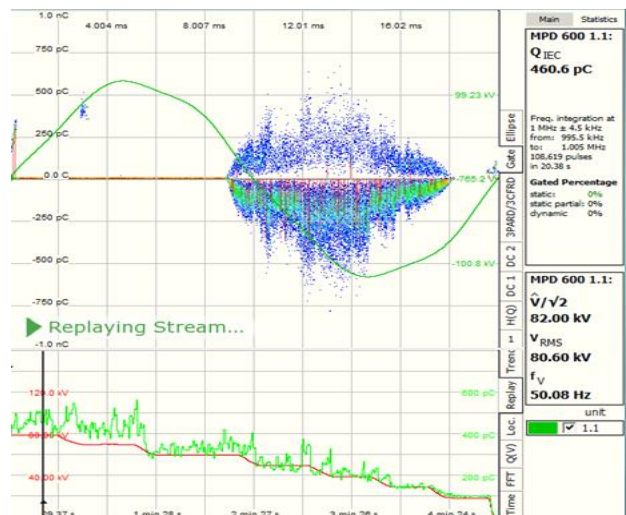 1.0 nC
4.004 ms
8.007 ms
12.01 ms
16.02 ms
750 pC
500 pC
250 pC
0.0 C
-250 pC
-500 pC
-750 pC
-1.0 nC
99.23 kV
-765.2 V
-100.8 kV
Replaying Stream...
120.0 kV
40.00 kV
600 pC
400 pC
200 pC
1 min 28 s
2 min 27 s
3 min 26 s
4 min 24 s
Ellipse
Gate
3PARD/3CFRD
DC 2
DC 1
H(Q)
Trend
Replay
Loc.
Q(V)
FFT
Time
Main
Statistics
MPD 600 1.1:
Q IEC
460.6 pC
Freq. integration at
1 MHz ± 4.5 kHz
from: 995.5 kHz
to: 1.005 MHz
108,619 pulses
in 20.38 s
Gated Percentage
static: 0%
static partial: 0%
dynamic 0%
MPD 600 1.1:
V̂/√2
82.00 kV
V RMS
80.60 kV
f V
50.08 Hz
unit
1.1